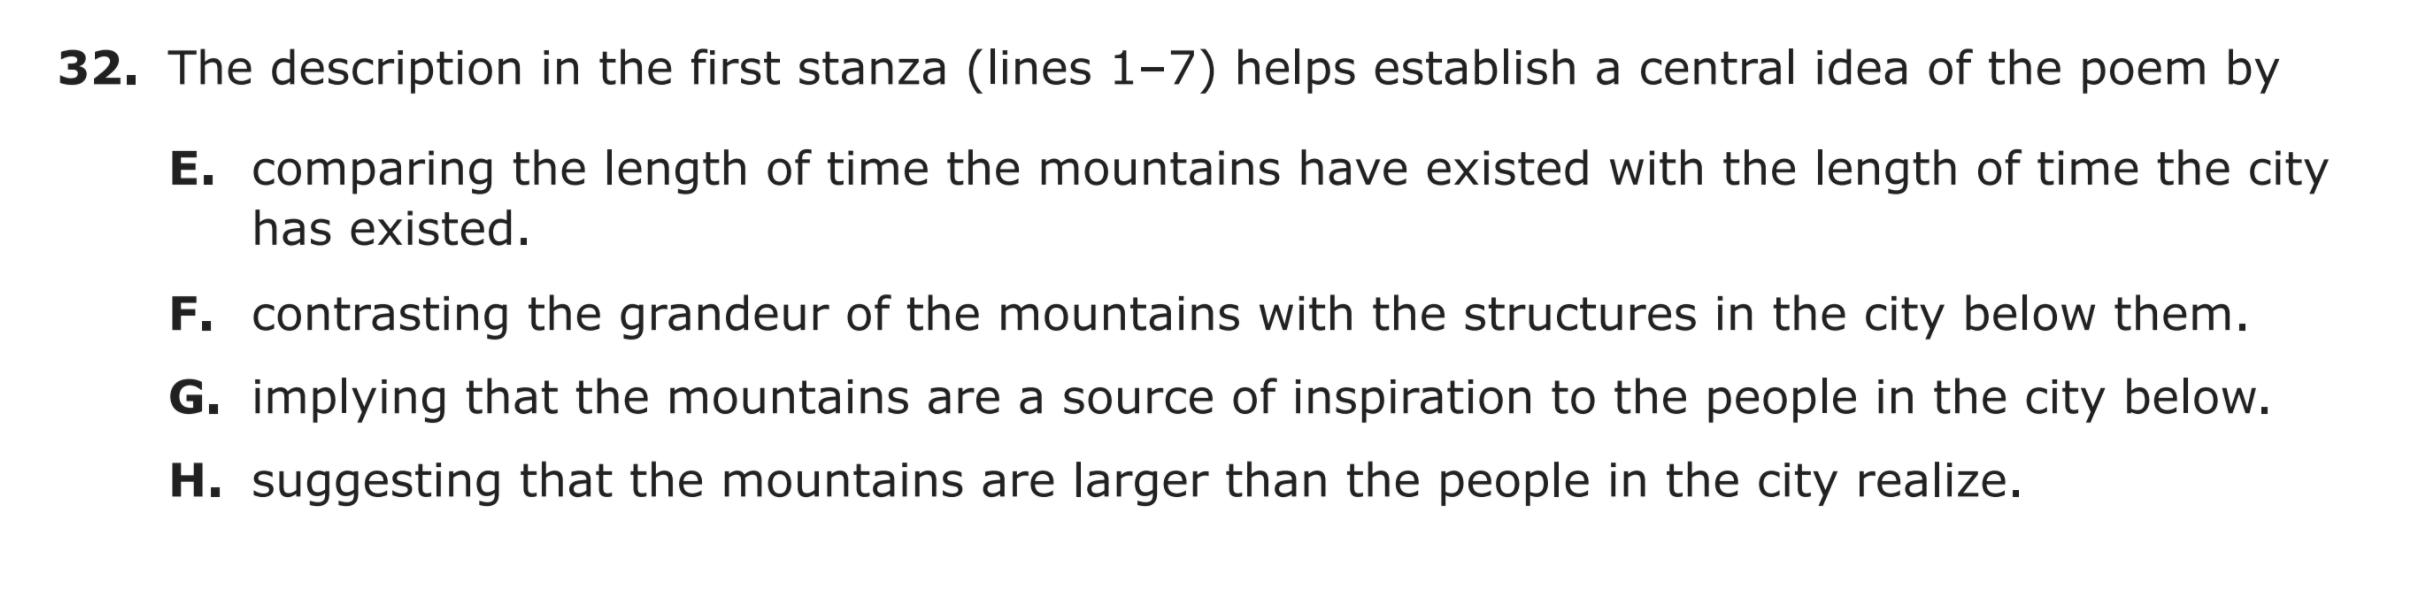 32. The description in the first stanza (lines 1–7) helps establish a central idea of the poem by
E. comparing the length of time the mountains have existed with the length of time the city
has existed.
F. contrasting the grandeur of the mountains with the structures in the city below them.
G. implying that the mountains are a source of inspiration to the people in the city below.
H. suggesting that the mountains are larger than the people in the city realize.